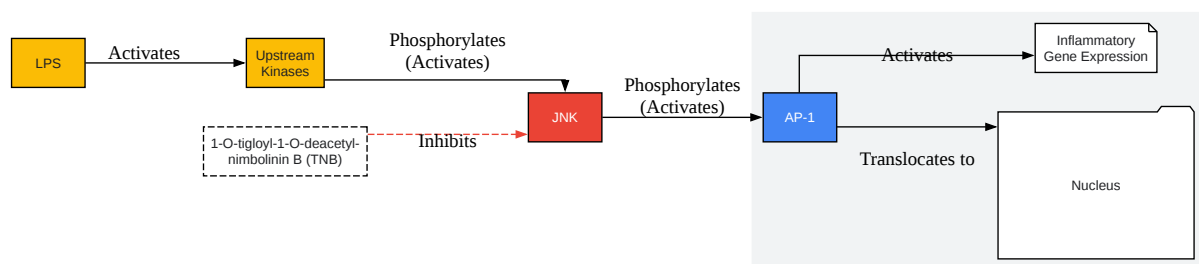 LPS
Activates
Upstream
Kinases
Phosphorylates
(Activates)
JNK
1-O-tigloyl-1-O-deacetyl-
nimbolinin B (TNB)
Inhibits
Phosphorylates
(Activates)
AP-1
Activates
Inflammatory
Gene Expression
Translocates to
Nucleus